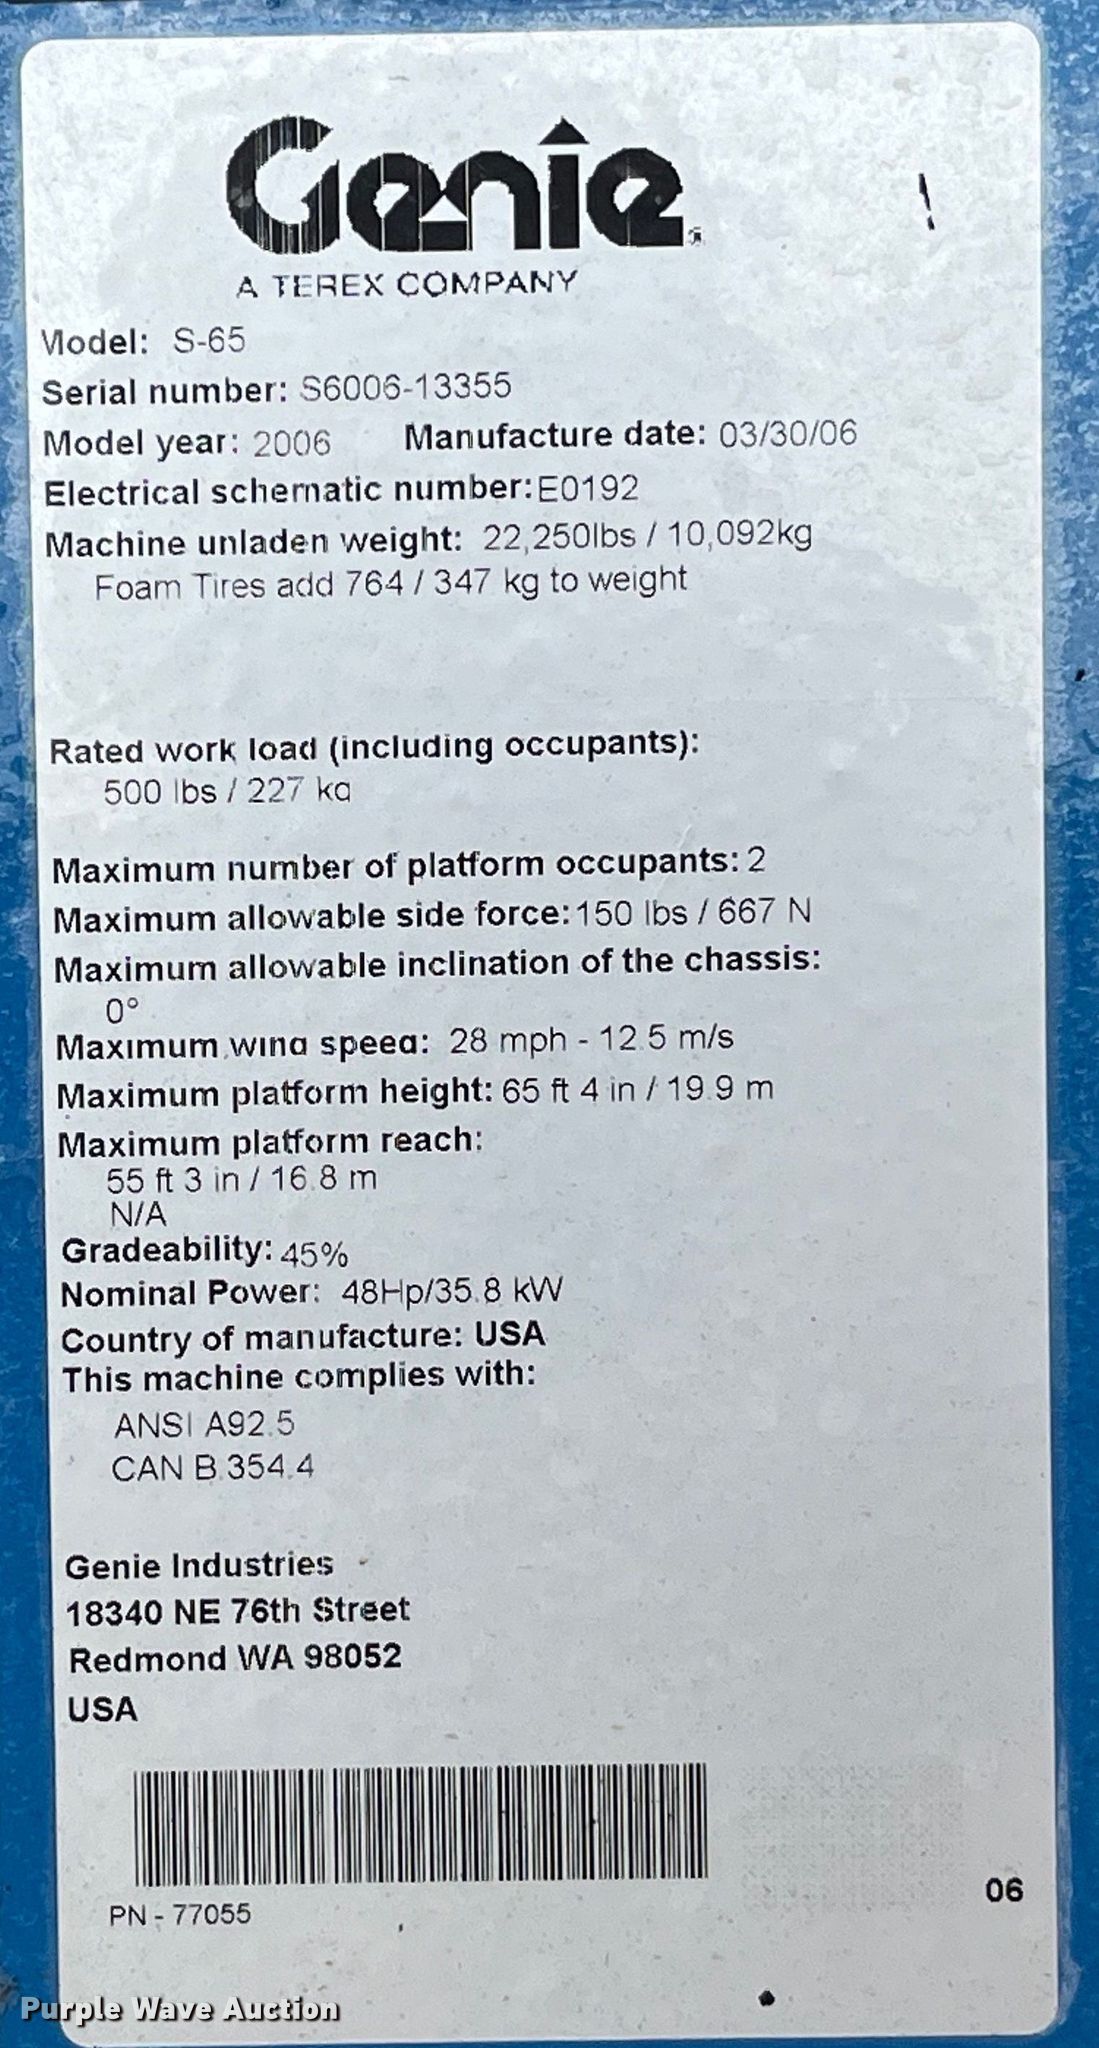 Genie
A TEREX COMPANY
Model: S-65
Serial number: S6006-13355
Model year: 2006 Manufacture date: 03/30/06
Electrical schematic number: E0192
Machine unladen weight: 22,250lbs / 10,092kg
Foam Tires add 764 / 347 kg to weight
Rated work load (including occupants):
500 lbs / 227 kg
Maximum number of platform occupants: 2
Maximum allowable side force: 150 lbs / 667 N
Maximum allowable inclination of the chassis:
0°
Maximum wind speed: 28 mph - 12.5 m/s
Maximum platform height: 65 ft 4 in / 19.9 m
Maximum platform reach:
55 ft 3 in / 16.8 m
N/A
Gradeability: 45%
Nominal Power: 48Hp/35.8 kW
Country of manufacture: USA
This machine complies with:
ANSI A92.5
CAN B.354.4
Genie Industries
18340 NE 76th Street
Redmond WA 98052
USA
PN - 77055
06
Purple Wave Auction